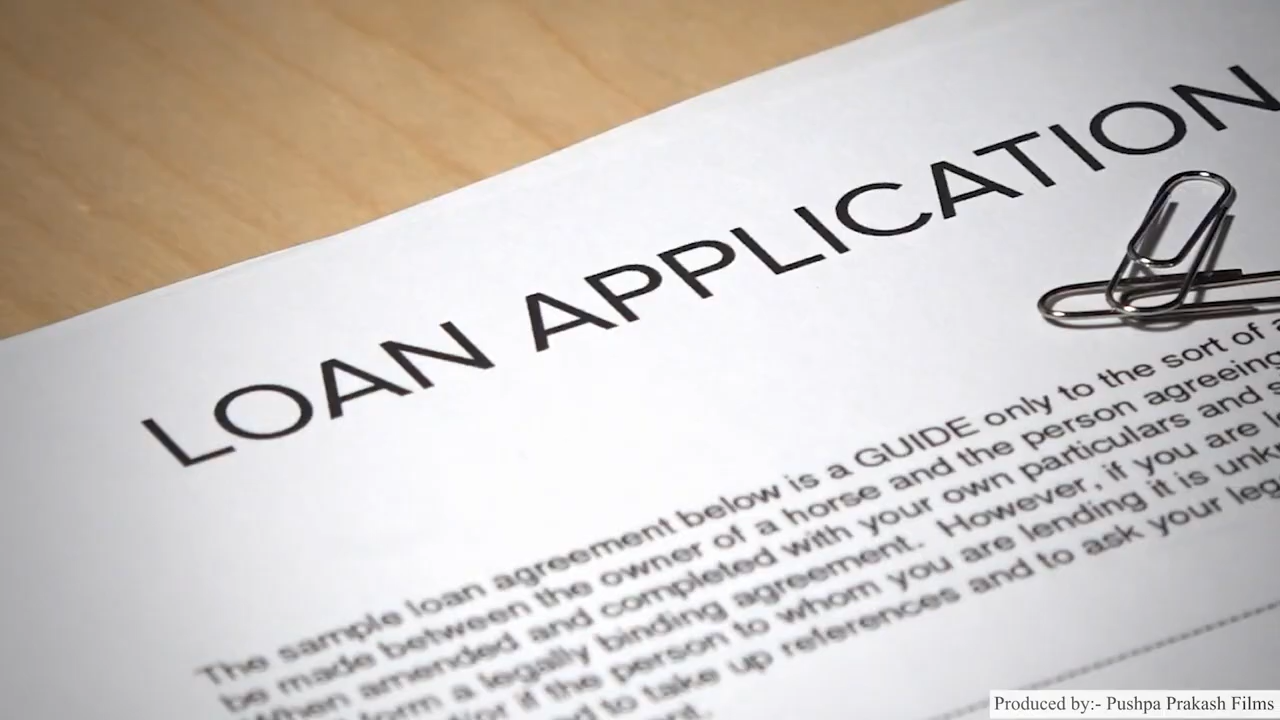 LOAN APPLICATION
The sample loan agreement below is a GUIDE only to the sort of
be made between the owner of a horse and the person agreeing
When amended and completed with your own particulars and
form a legally binding agreement. However, if you are
or if the person to whom you are lending it is
to take up references and to ask your
Produced by:- Pushpa Prakash Films